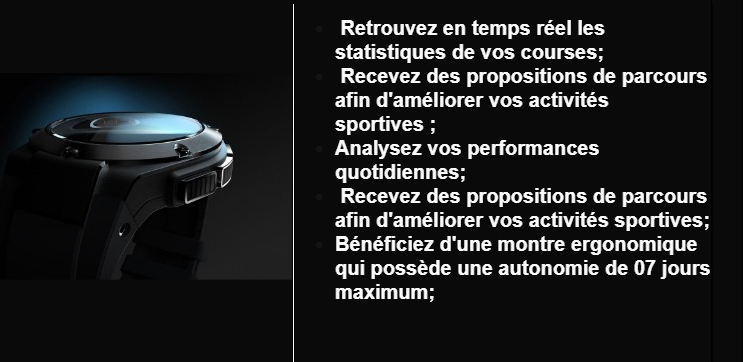 Retrouvez en temps réel les
statistiques de vos courses;
Recevez des propositions de parcours
afin d'améliorer vos activités
sportives ;
Analysez vos performances
quotidiennes;
Recevez des propositions de parcours
afin d'améliorer vos activités sportives;
Bénéficiez d'une montre ergonomique
qui possède une autonomie de 07 jours
maximum;